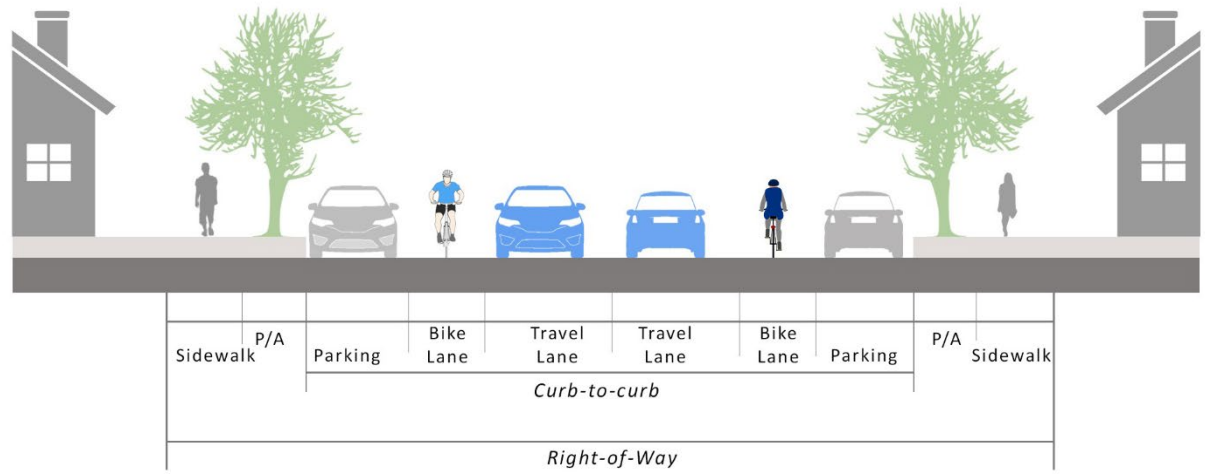 Sidewalk
P/A
Parking
Bike
Lane
Travel
Lane
Travel
Lane
Bike
Lane
Parking
P/A
Sidewalk
Curb-to-curb
Right-of-Way